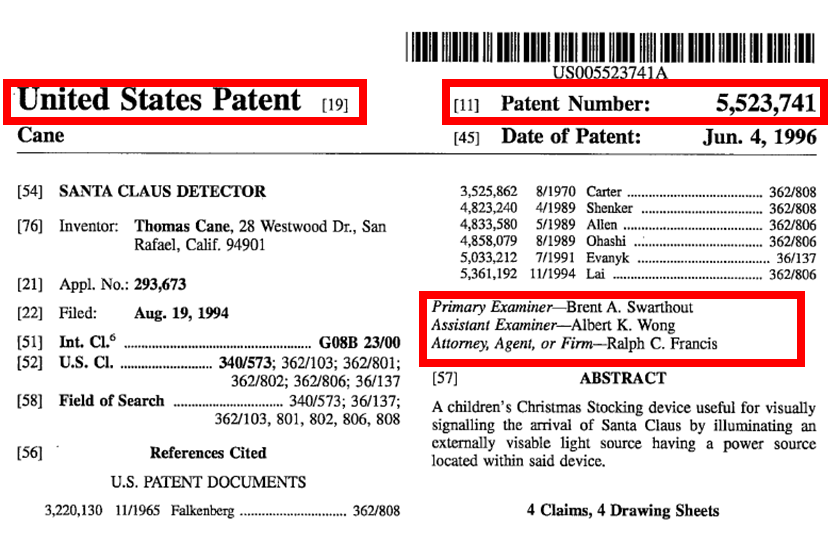 US005523741A
United States Patent [19]
Cane
[11] Patent Number: 5,523,741
[45] Date of Patent: Jun. 4, 1996
[54] SANTA CLAUS DETECTOR
[76] Inventor: Thomas Cane, 28 Westwood Dr., San
Rafael, Calif. 94901
[21] Appl. No.: 293,673
[22] Filed: Aug. 19, 1994
[51] Int. Cl.⁶ ................................................ G08B 23/00
[52] U.S. Cl. ........................ 340/573; 362/103; 362/801;
362/802; 362/806; 36/137
[58] Field of Search ........................ 340/573; 36/137;
362/103, 801, 802, 806, 808
[56] References Cited
U.S. PATENT DOCUMENTS
3,220,130 11/1965 Falkenberg ................................ 362/808
3,525,862 8/1970 Carter ........................................ 362/808
4,823,240 4/1989 Shenker .................................... 362/808
4,833,580 5/1989 Allen ......................................... 362/806
4,858,079 8/1989 Ohashi ...................................... 362/806
5,033,212 7/1991 Evanyk ...................................... 36/137
5,361,192 11/1994 Lai ........................................... 362/806
Primary Examiner—Brent A. Swarthout
Assistant Examiner—Albert K. Wong
Attorney, Agent, or Firm—Ralph C. Francis
[57] ABSTRACT
A children's Christmas Stocking device useful for visually
signalling the arrival of Santa Claus by illuminating an
externally visable light source having a power source
located within said device.
4 Claims, 4 Drawing Sheets